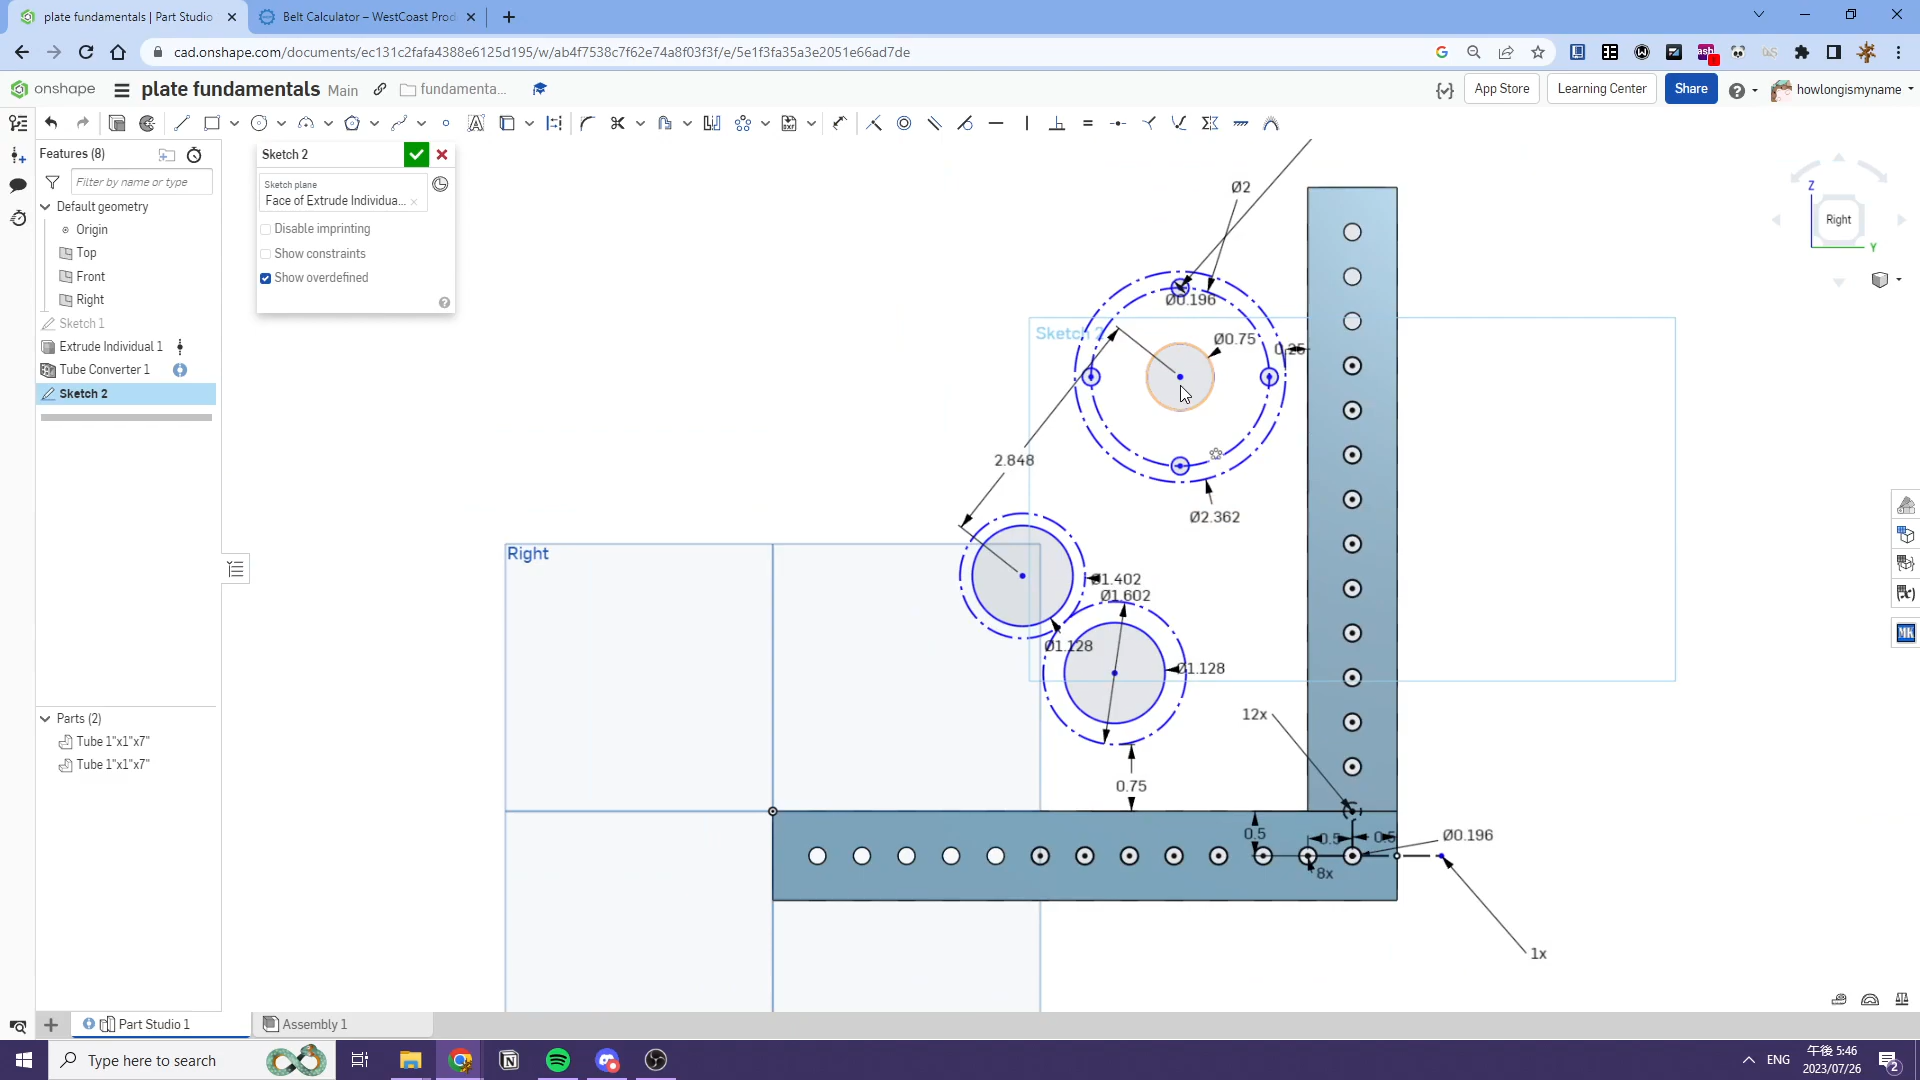 plate fundamentals | Part Studio
Belt Calculator – WestCoast Prod
cad.onshape.com/documents/ec131c2fafa4388e6125d195/w/ab4f7538c7f62e74a8f03f3f/e/5e1f3fa35a3e2051e66ad7de
onshape
plate fundamentals Main
fundamenta...
App Store
Learning Center
Share
howlongismyname
Features (8)
Filter by name or type
Default geometry
Origin
Top
Front
Right
Sketch 1
Extrude Individual 1
Tube Converter 1
Sketch 2
Parts (2)
Tube 1"x1"x7"
Tube 1"x1"x7"
Sketch 2
Sketch plane
Face of Extrude Individua...
Disable imprinting
Show constraints
Show overdefined
Z
Right
Y
Ø2
Ø0.196
Sketch 2
Ø0.75
0.25
2.848
Ø2.362
Right
Ø1.402
Ø1.602
Ø1.128
Ø1.128
12x
0.75
0.5
0.5
0.5
Ø0.196
8x
1x
MK
Part Studio 1
Assembly 1
Type here to search
ENG
午後 5:46
2023/07/26
2